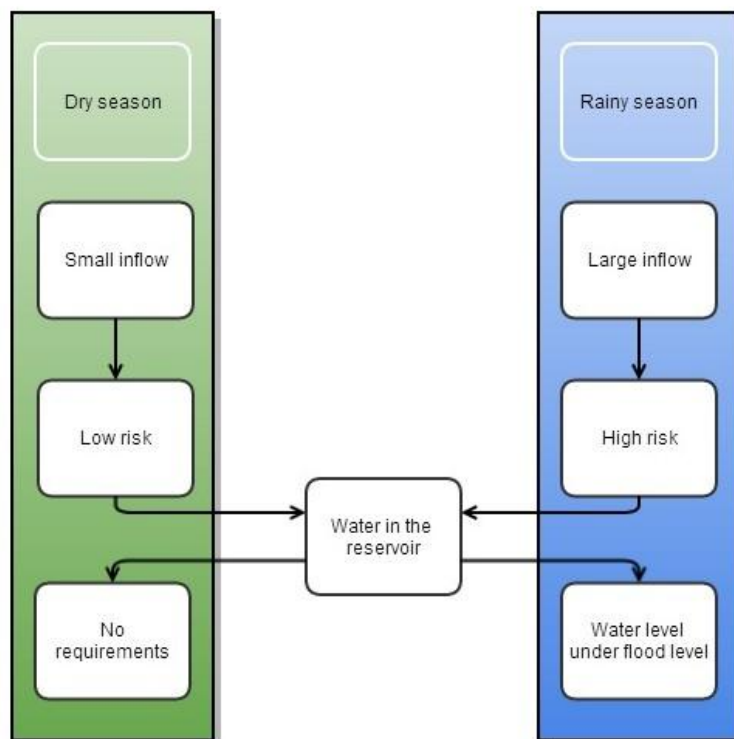 Dry season
Rainy season
Small inflow
Large inflow
Low risk
High risk
Water in the
reservoir
No
requirements
Water level
under flood level